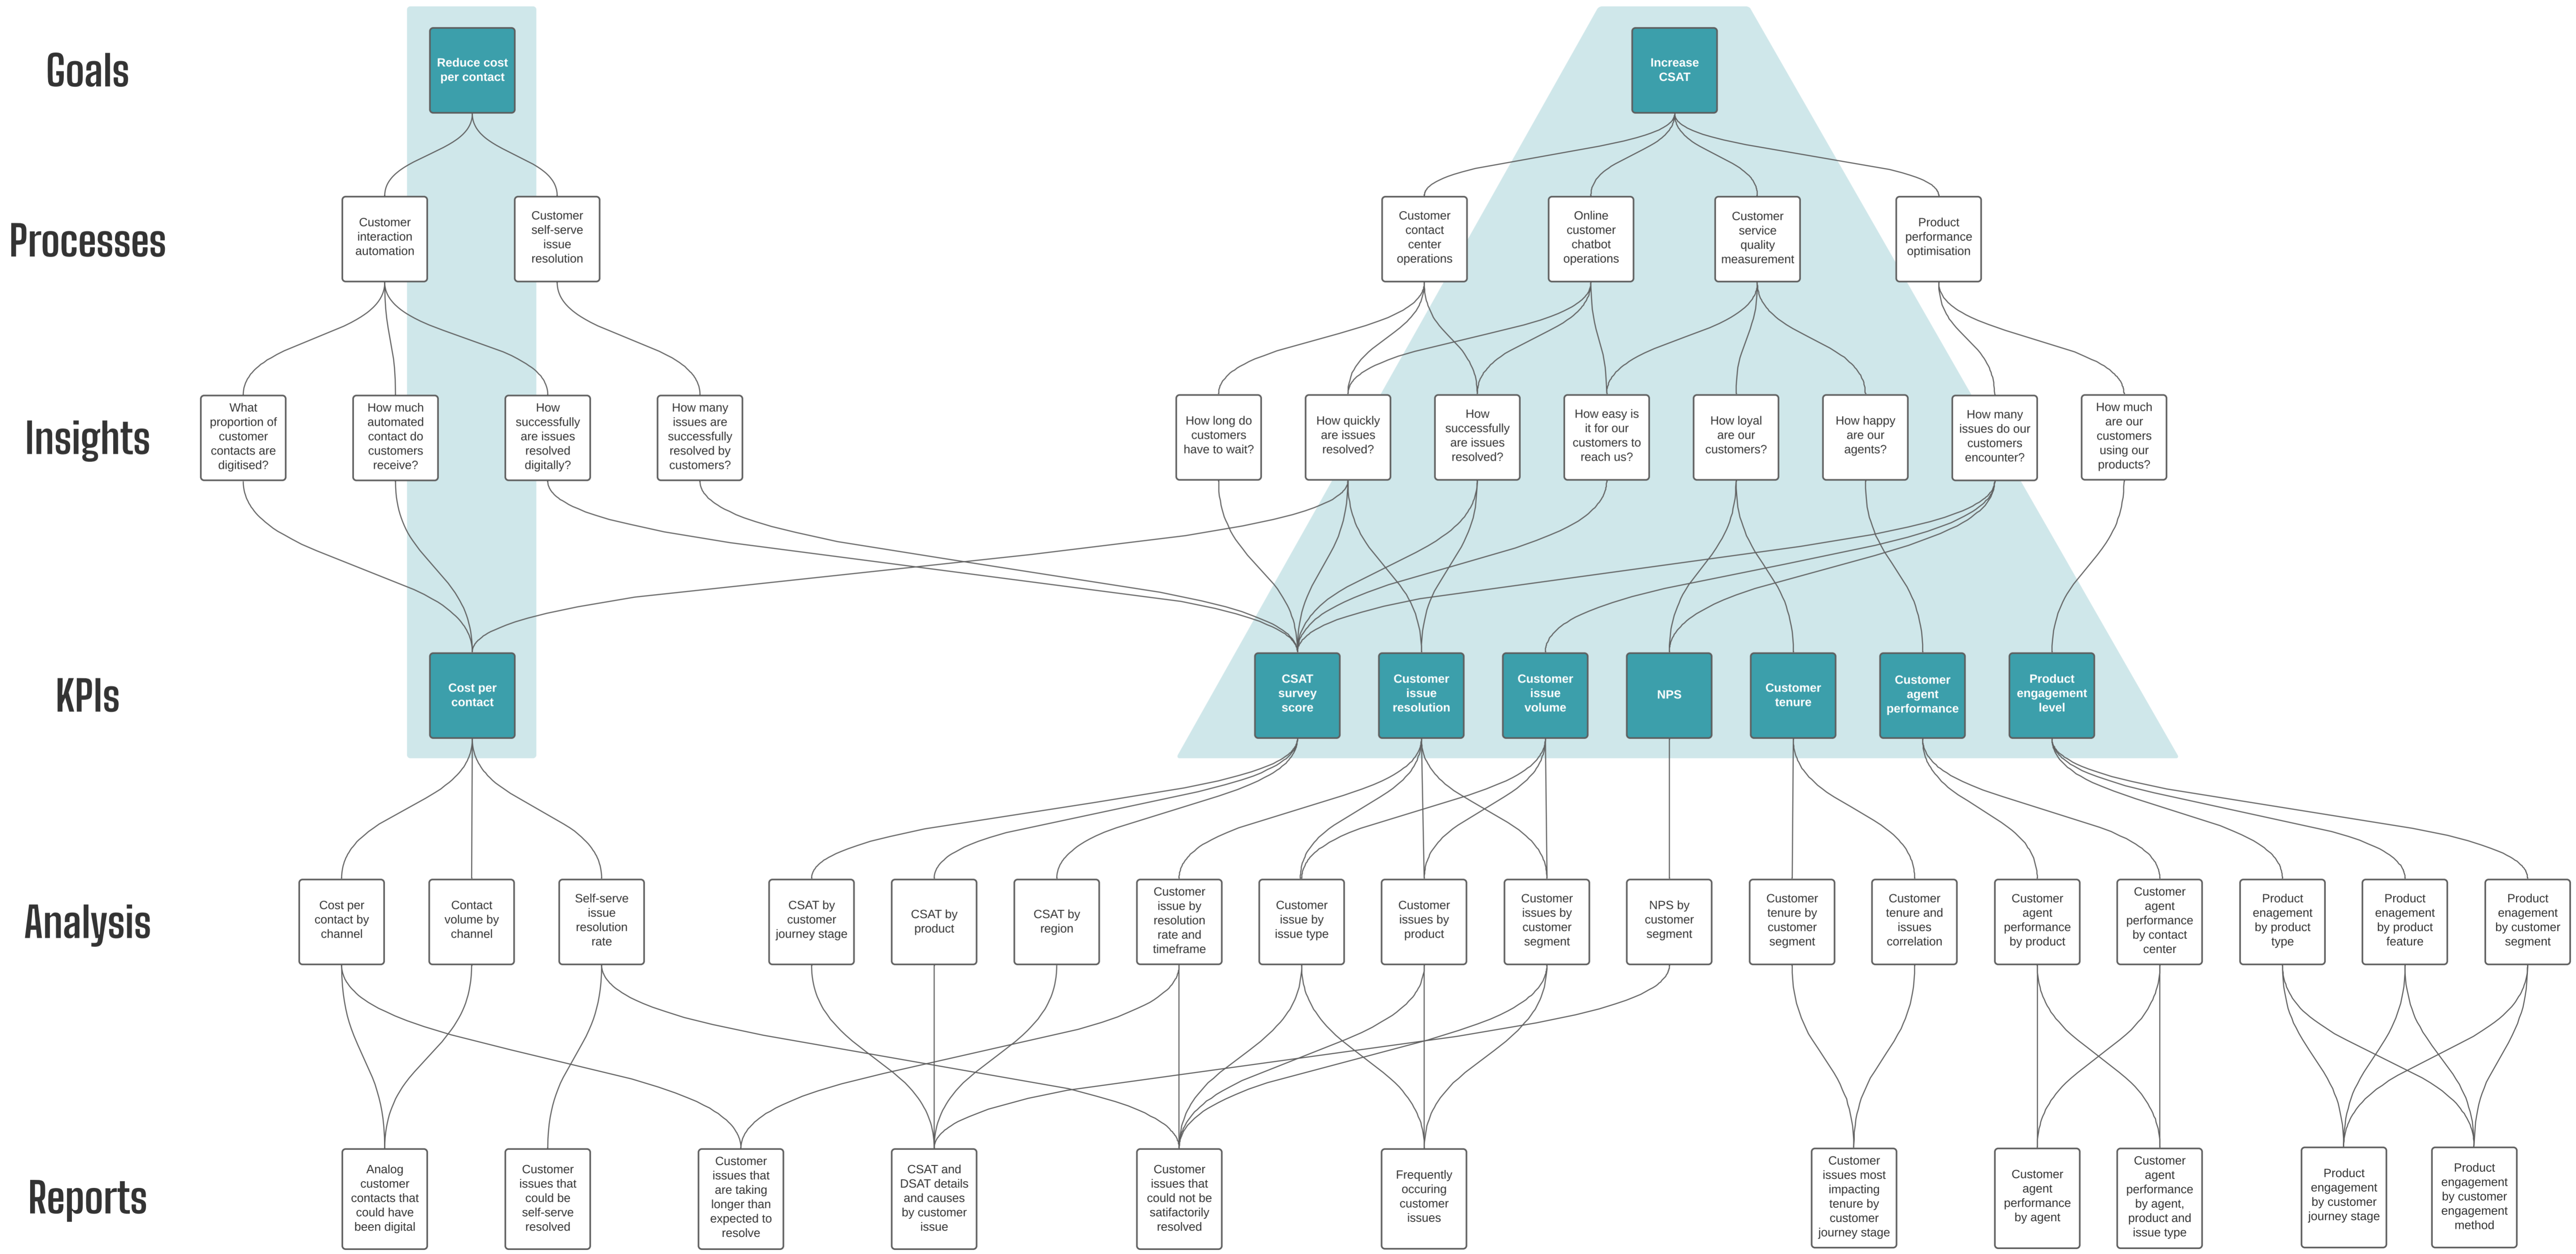 Goals
Reduce cost
per contact
Increase
CSAT
Processes
Customer
interaction
automation
Customer
self-serve
issue
resolution
Customer
contact
center
operations
Online
customer
chatbot
operations
Customer
service
quality
measurement
Product
performance
optimisation
Insights
What
proportion of
customer
contacts are
digitised?
How much
automated
contact do
customers
receive?
How
successfully
are issues
resolved
digitally?
How many
issues are
successfully
resolved by
customers?
How long do
customers
have to wait?
How quickly
are issues
resolved?
How
successfully
are issues
resolved?
How easy is
it for our
customers to
reach us?
How loyal
are our
customers?
How happy
are our
agents?
How many
issues do our
customers
encounter?
How much
are our
customers
using our
products?
KPIs
Cost per
contact
CSAT
survey
score
Customer
issue
resolution
Customer
issue
volume
NPS
Customer
tenure
Customer
agent
performance
Product
engagement
level
Analysis
Cost per
contact by
channel
Contact
volume by
channel
Self-serve
issue
resolution
rate
CSAT by
customer
journey stage
CSAT by
product
CSAT by
region
Customer
issue by
resolution
rate and
timeframe
Customer
issue by
issue type
Customer
issues by
product
Customer
issues by
customer
segment
NPS by
customer
segment
Customer
tenure by
customer
segment
Customer
tenure and
issues
correlation
Customer
agent
performance
by product
Customer
agent
performance
by contact
center
Product
enagement
by product
type
Product
enagement
by product
feature
Product
enagement
by customer
segment
Reports
Analog
customer
contacts that
could have
been digital
Customer
issues that
could be
self-serve
resolved
Customer
issues that
are taking
longer than
expected to
resolve
CSAT and
DSAT details
and causes
by customer
issue
Customer
issues that
could not be
satifactorily
resolved
Frequently
occuring
customer
issues
Customer
issues most
impacting
tenure by
customer
journey stage
Customer
agent
performance
by agent
Customer
agent
performance
by agent,
product and
issue type
Product
engagement
by customer
journey stage
Product
engagement
by customer
engagement
method